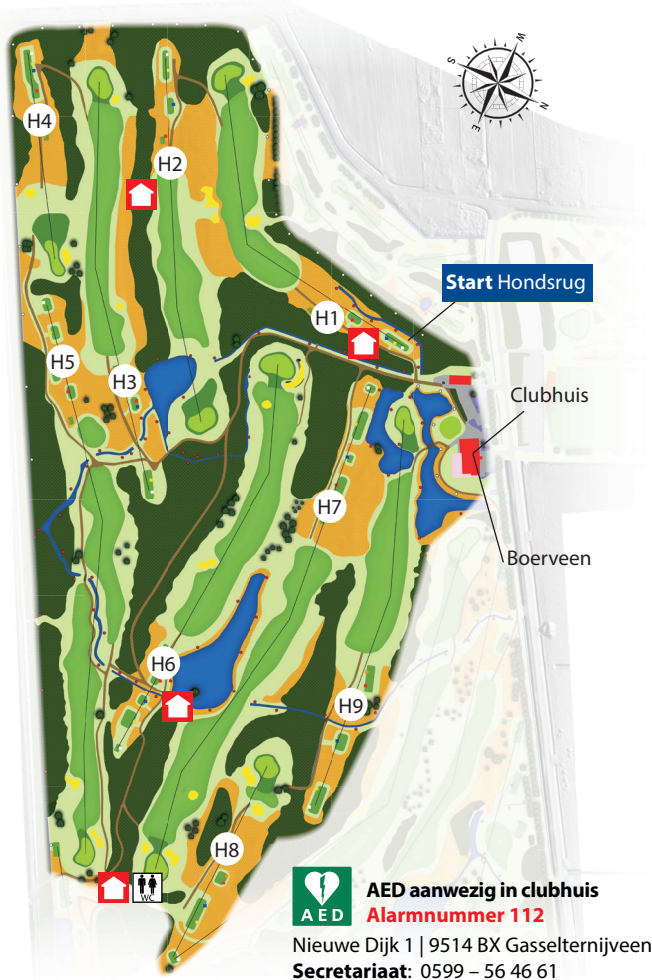 W
S
N
E
H4
H2
Start Hondsrug
H1
H5
H3
Clubhuis
H7
Boerveen
H6
H9
H8
WC
AED
AED aanwezig in clubhuis
Alarmnummer 112
Nieuwe Dijk 1 | 9514 BX Gasselternijveen
Secretariaat: 0599 – 56 46 61